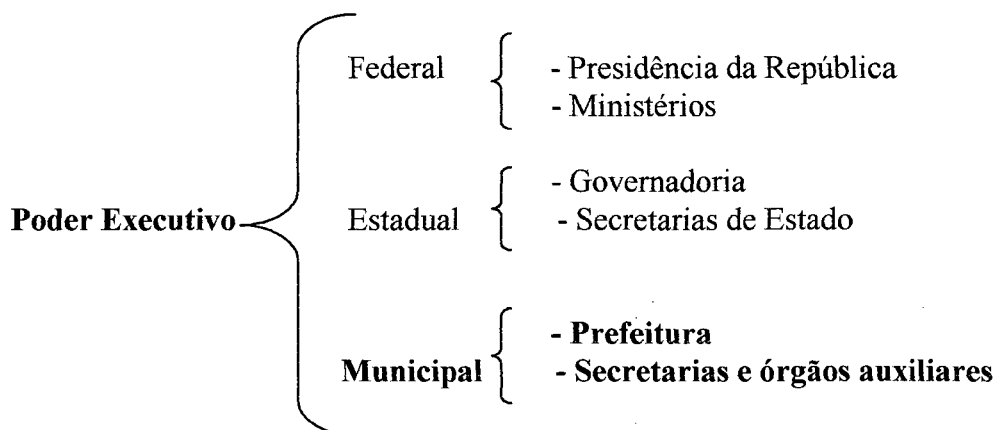 Federal
- Presidência da República
- Ministérios
Poder Executivo
Estadual
- Governadoria
- Secretarias de Estado
Municipal
- Prefeitura
- Secretarias e órgãos auxiliares